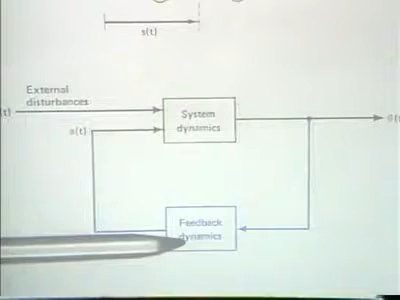 s(t)
External
disturbances
System
dynamics
a(t)
Feedback
dynamics